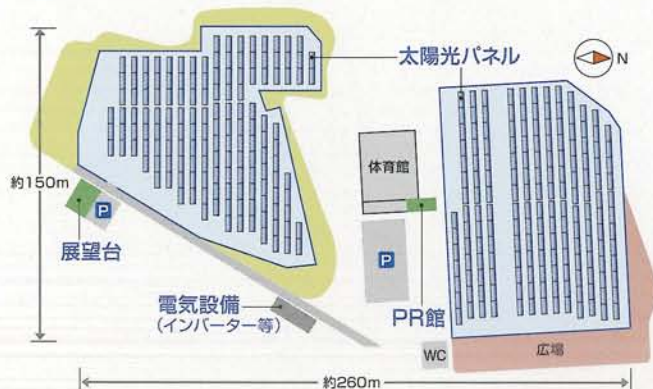 太陽光パネル
N
体育館
約150m
P
展望台
P
電気設備
(インバーター等)
PR館
WC
広場
約260m